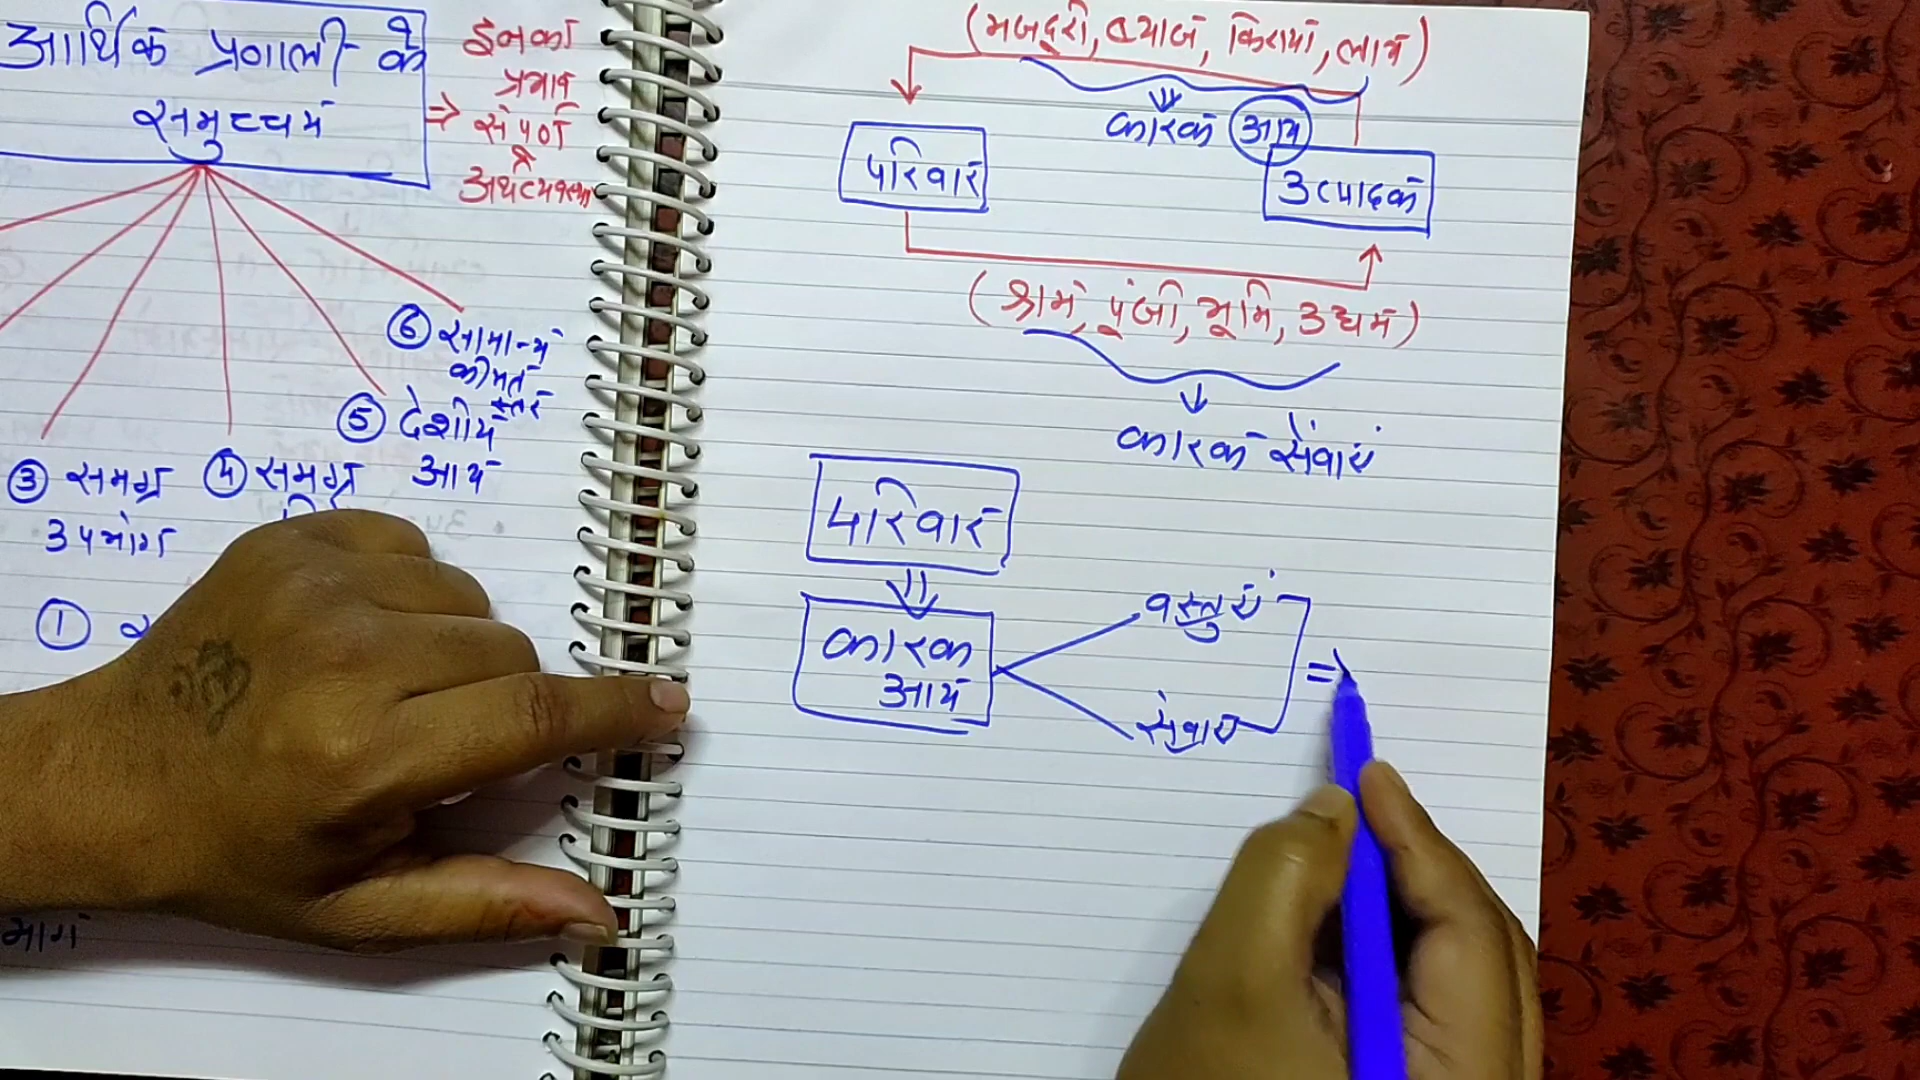 आर्थिक प्रणाली के
समुच्चय
इनका
प्रभाव
संपूर्ण
अर्थव्यवस्था
⑥ सामान्य
कीमत
स्तर
⑤ देशीय
आय
③ समग्र
उपभोग
④ समग्र
①
भाग
(मजदूरी, ब्याज, किराया, लाभ)
कारक आय
परिवार
उत्पादक
(श्रम, पूंजी, भूमि, उद्यम)
कारक सेवाएं
परिवार
कारक
आय
वस्तुएं
सेवाएं